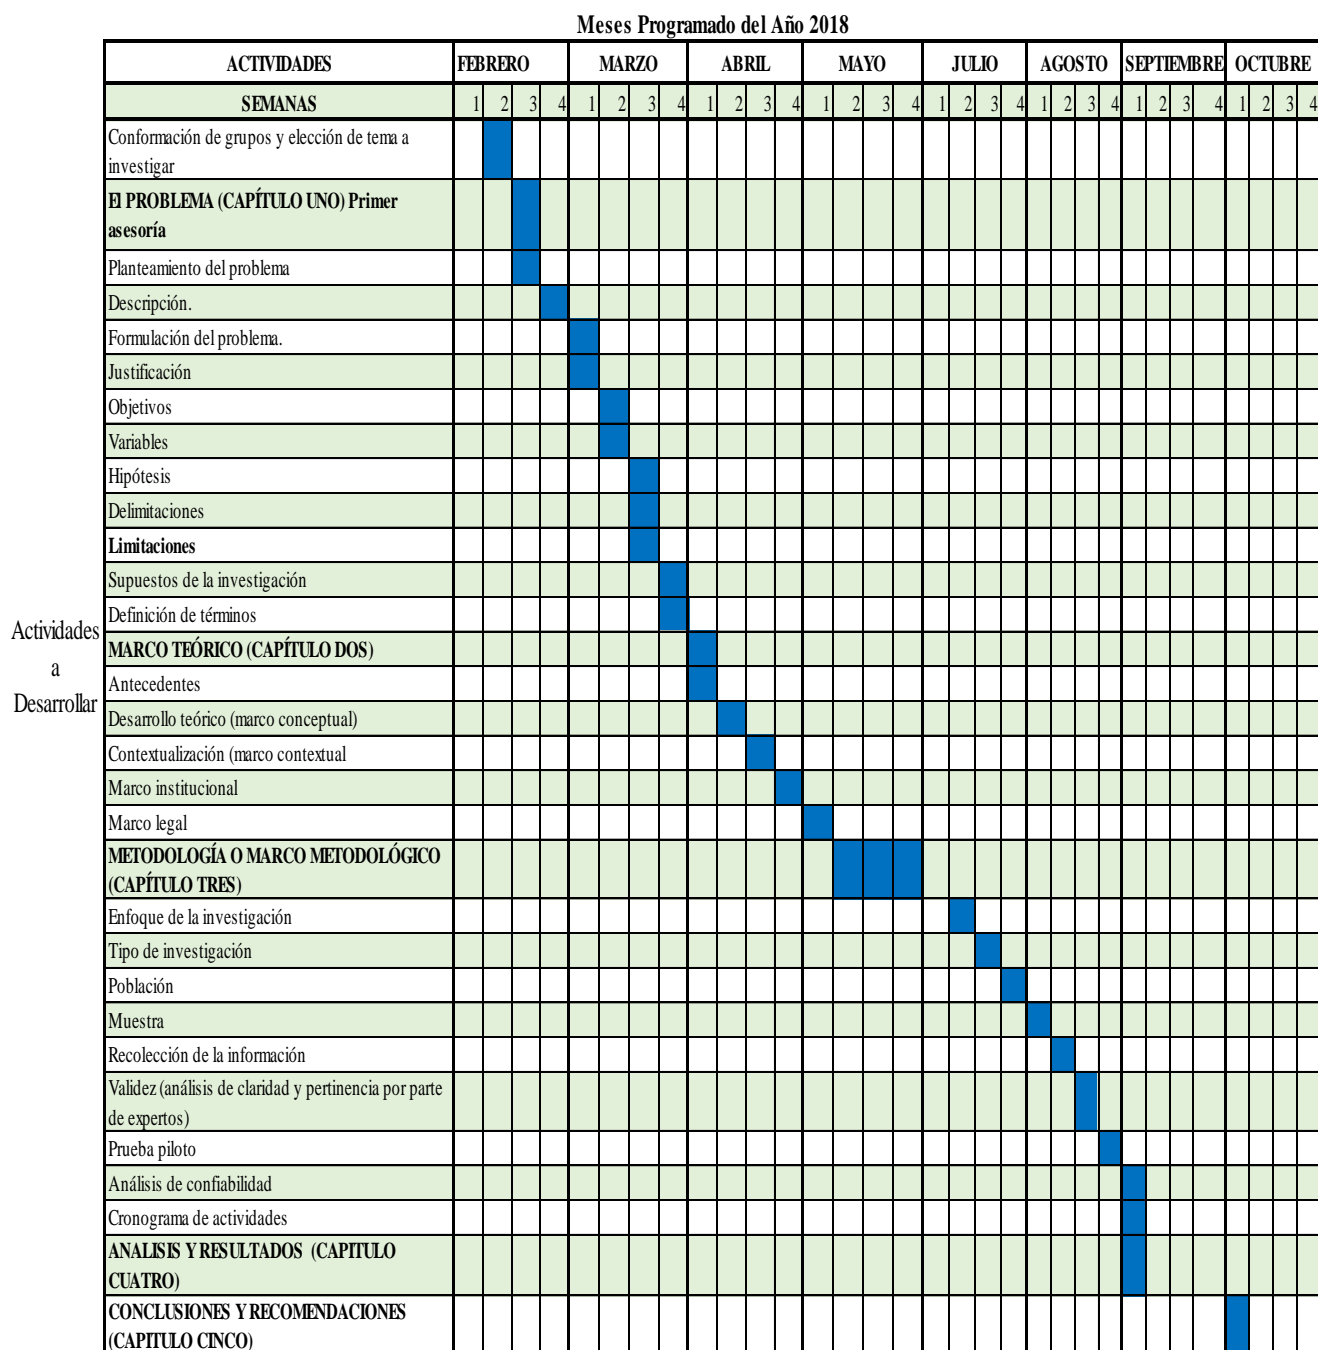 Meses Programado del Año 2018
ACTIVIDADES FEBRERO MARZO ABRIL MAYO JULIO AGOSTO SEPTIEMBRE OCTUBRE
SEMANAS 1 2 3 4 1 2 3 4 1 2 3 4 1 2 3 4 1 2 3 4 1 2 3 4 1 2 3 4 1 2 3 4
Conformación de grupos y elección de tema a
investigar
El PROBLEMA (CAPÍTULO UNO) Primer
asesoría
Planteamiento del problema
Descripción.
Formulación del problema.
Justificación
Objetivos
Variables
Hipótesis
Delimitaciones
Limitaciones
Supuestos de la investigación
Definición de términos
Actividades
a
Desarrollar
MARCO TEÓRICO (CAPÍTULO DOS)
Antecedentes
Desarrollo teórico (marco conceptual)
Contextualización (marco contextual
Marco institucional
Marco legal
METODOLOGÍA O MARCO METODOLÓGICO
(CAPÍTULO TRES)
Enfoque de la investigación
Tipo de investigación
Población
Muestra
Recolección de la información
Validez (análisis de claridad y pertinencia por parte
de expertos)
Prueba piloto
Análisis de confiabilidad
Cronograma de actividades
ANALISIS Y RESULTADOS (CAPITULO
CUATRO)
CONCLUSIONES Y RECOMENDACIONES
(CAPITULO CINCO)